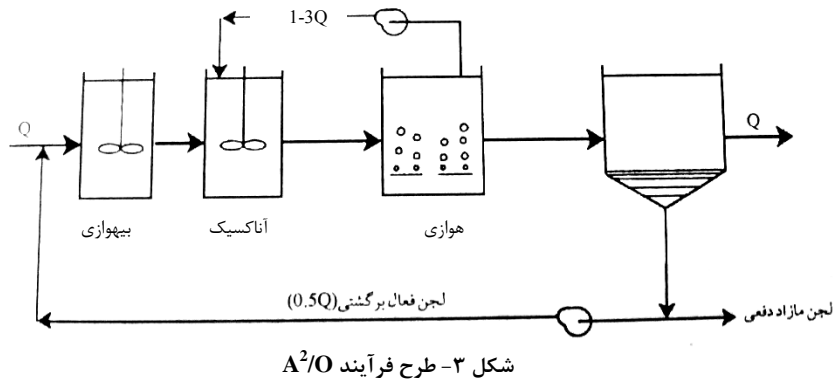 1-3Q
Q
Q
بیهوازی
آناکسیک
هوازی
لجن فعال برگشتی(0.5Q)
لجن مازاد دفعی
شکل ۳- طرح فرآیند A²/O